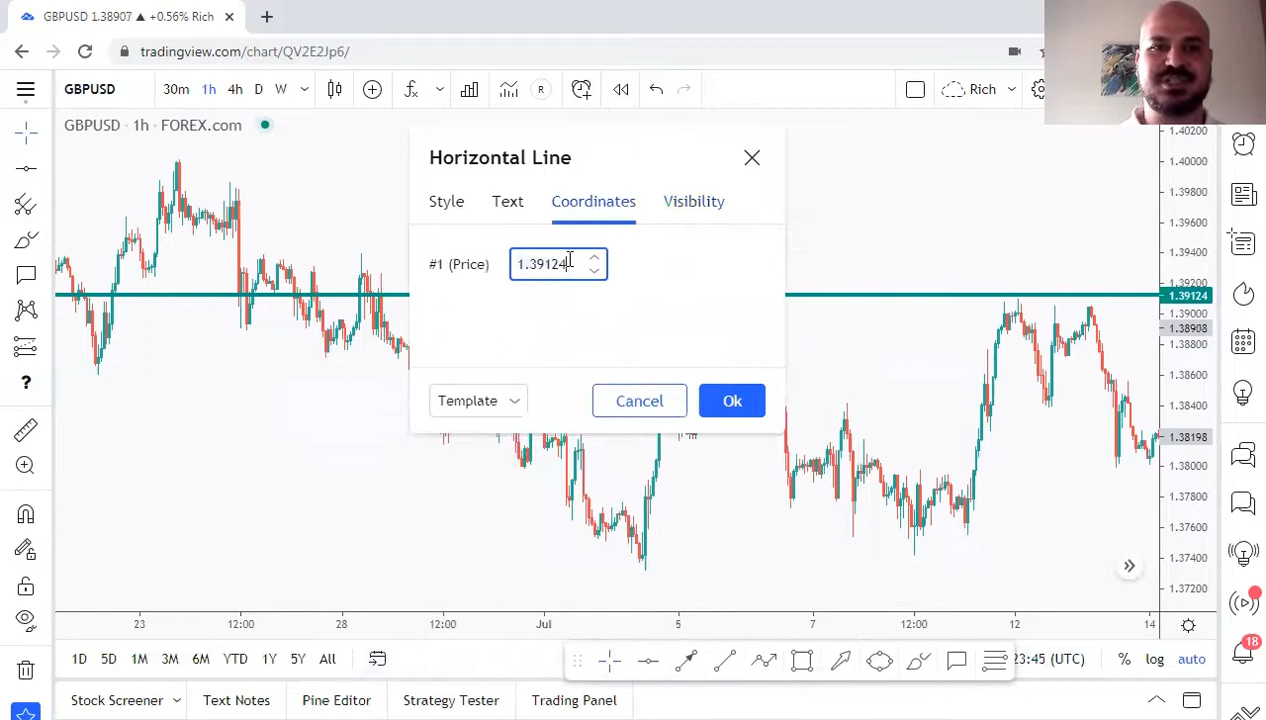 GBPUSD 1.38907 ▲ +0.56% Rich
tradingview.com/chart/QV2E2Jp6/
GBPUSD 30m 1h 4h D W R Rich
GBPUSD · 1h · FOREX.com
Horizontal Line
Style Text Coordinates Visibility
#1 (Price) 1.39124
Template Cancel Ok
1.40200
1.40000
1.39800
1.39600
1.39400
1.39200
1.39124
1.39000
1.38908
1.38800
1.38600
1.38400
1.38198
1.38000
1.37800
1.37600
1.37400
1.37200
23 12:00 28 12:00 Jul 5 7 12:00 12 14
1D 5D 1M 3M 6M YTD 1Y 5Y All 23:45 (UTC) % log auto
18
Stock Screener Text Notes Pine Editor Strategy Tester Trading Panel